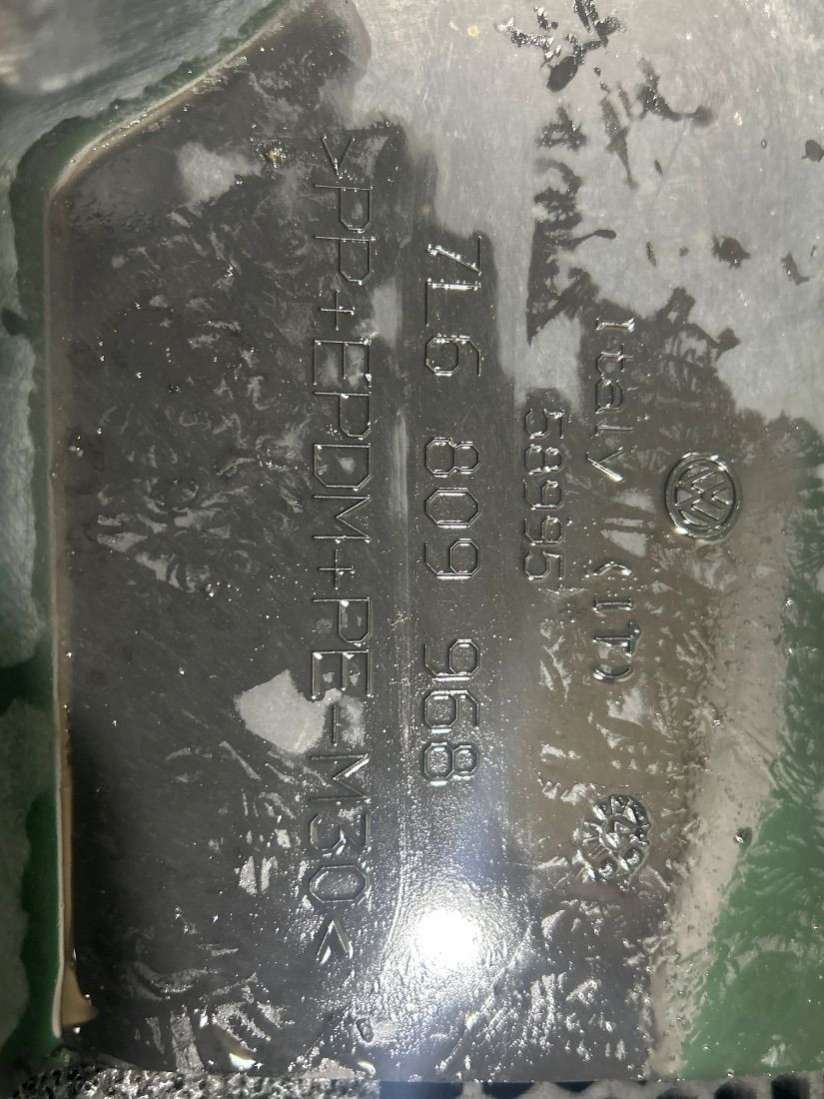 Italy (IT)
58995
7L6 809 968
>PP+EPDM+PE-M30<